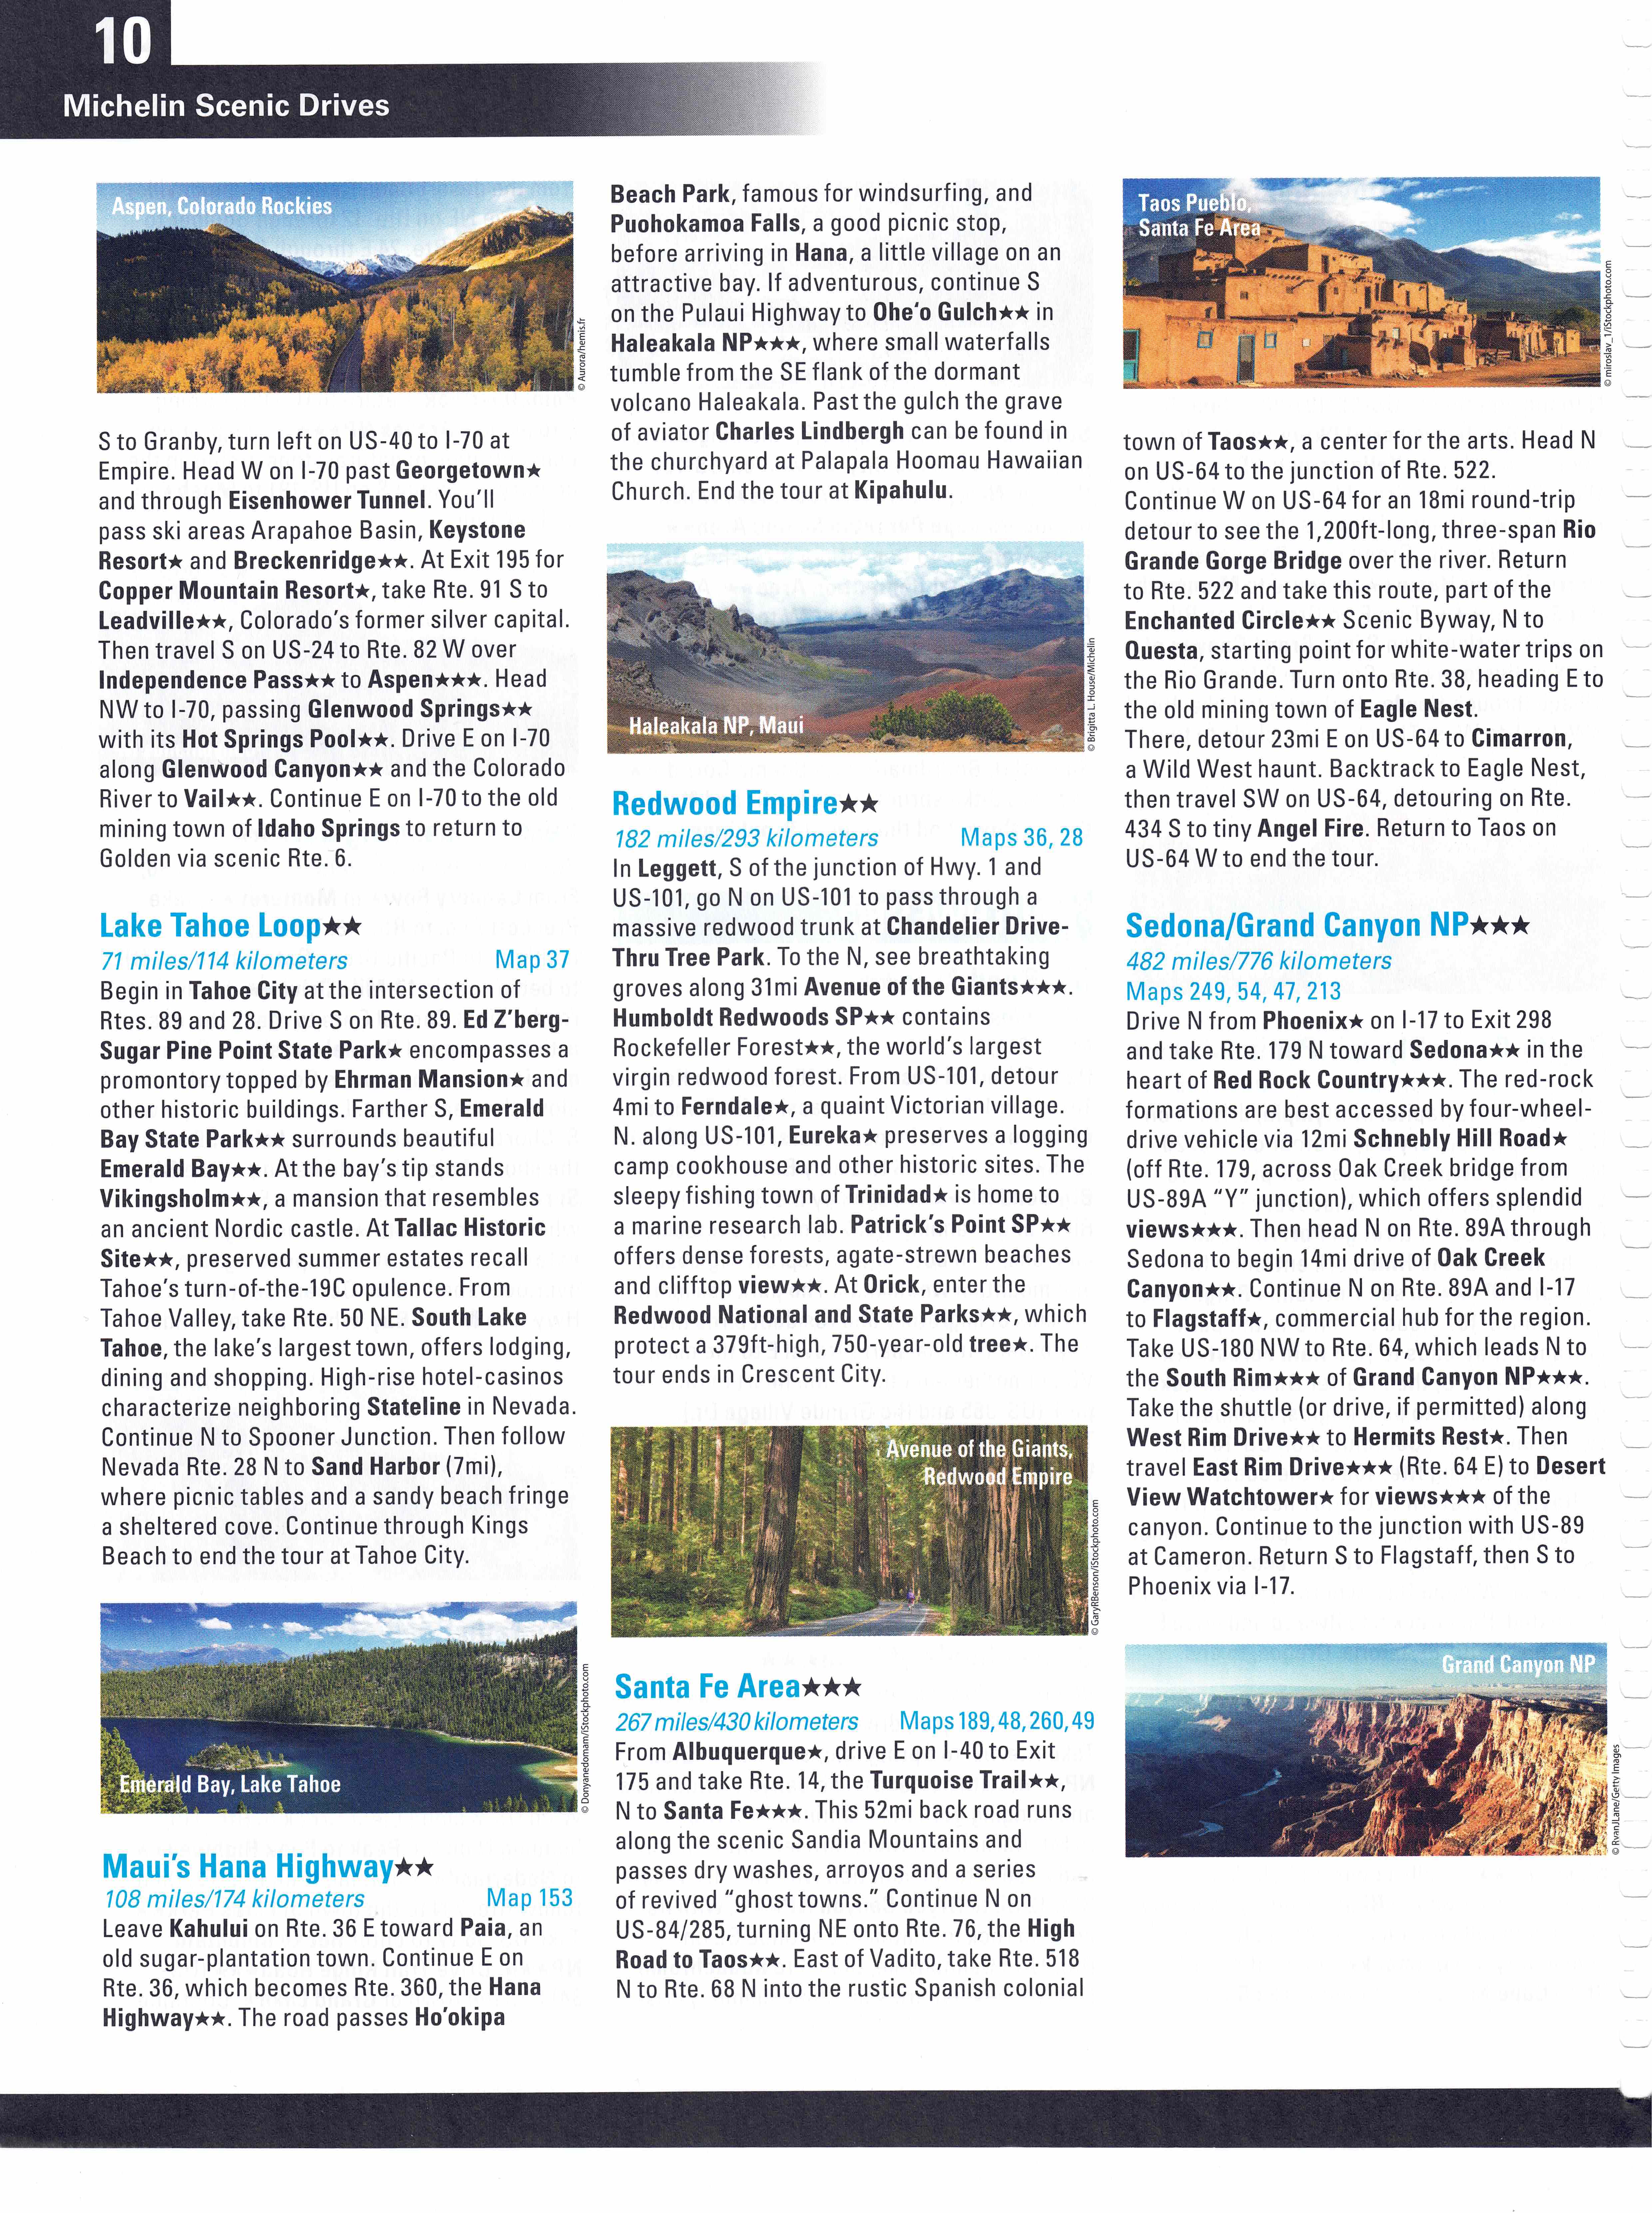 10
Michelin Scenic Drives
Aspen, Colorado Rockies
© Aurora/hemis.fr
S to Granby, turn left on US-40 to I-70 at
Empire. Head W on I-70 past Georgetown★
and through Eisenhower Tunnel. You'll
pass ski areas Arapahoe Basin, Keystone
Resort★ and Breckenridge★★. At Exit 195 for
Copper Mountain Resort★, take Rte. 91 S to
Leadville★★, Colorado's former silver capital.
Then travel S on US-24 to Rte. 82 W over
Independence Pass★★ to Aspen★★★. Head
NW to I-70, passing Glenwood Springs★★
with its Hot Springs Pool★★. Drive E on I-70
along Glenwood Canyon★★ and the Colorado
River to Vail★★. Continue E on I-70 to the old
mining town of Idaho Springs to return to
Golden via scenic Rte. 6.
Lake Tahoe Loop★★
71 miles/114 kilometers Map 37
Begin in Tahoe City at the intersection of
Rtes. 89 and 28. Drive S on Rte. 89. Ed Z'berg-
Sugar Pine Point State Park★ encompasses a
promontory topped by Ehrman Mansion★ and
other historic buildings. Farther S, Emerald
Bay State Park★★ surrounds beautiful
Emerald Bay★★. At the bay's tip stands
Vikingsholm★★, a mansion that resembles
an ancient Nordic castle. At Tallac Historic
Site★★, preserved summer estates recall
Tahoe's turn-of-the-19C opulence. From
Tahoe Valley, take Rte. 50 NE. South Lake
Tahoe, the lake's largest town, offers lodging,
dining and shopping. High-rise hotel-casinos
characterize neighboring Stateline in Nevada.
Continue N to Spooner Junction. Then follow
Nevada Rte. 28 N to Sand Harbor (7mi),
where picnic tables and a sandy beach fringe
a sheltered cove. Continue through Kings
Beach to end the tour at Tahoe City.
Emerald Bay, Lake Tahoe
© Donyanedomam/iStockphoto.com
Maui's Hana Highway★★
108 miles/174 kilometers Map 153
Leave Kahului on Rte. 36 E toward Paia, an
old sugar-plantation town. Continue E on
Rte. 36, which becomes Rte. 360, the Hana
Highway★★. The road passes Ho'okipa
Beach Park, famous for windsurfing, and
Puohokamoa Falls, a good picnic stop,
before arriving in Hana, a little village on an
attractive bay. If adventurous, continue S
on the Pulaui Highway to Ohe'o Gulch★★ in
Haleakala NP★★★, where small waterfalls
tumble from the SE flank of the dormant
volcano Haleakala. Past the gulch the grave
of aviator Charles Lindbergh can be found in
the churchyard at Palapala Hoomau Hawaiian
Church. End the tour at Kipahulu.
Haleakala NP, Maui
© Brigitta L. House/Michelin
Redwood Empire★★
182 miles/293 kilometers Maps 36, 28
In Leggett, S of the junction of Hwy. 1 and
US-101, go N on US-101 to pass through a
massive redwood trunk at Chandelier Drive-
Thru Tree Park. To the N, see breathtaking
groves along 31mi Avenue of the Giants★★★.
Humboldt Redwoods SP★★ contains
Rockefeller Forest★★, the world's largest
virgin redwood forest. From US-101, detour
4mi to Ferndale★, a quaint Victorian village.
N. along US-101, Eureka★ preserves a logging
camp cookhouse and other historic sites. The
sleepy fishing town of Trinidad★ is home to
a marine research lab. Patrick's Point SP★★
offers dense forests, agate-strewn beaches
and clifftop view★★. At Orick, enter the
Redwood National and State Parks★★, which
protect a 379ft-high, 750-year-old tree★. The
tour ends in Crescent City.
Avenue of the Giants,
Redwood Empire
© GaryRBenson/iStockphoto.com
Santa Fe Area★★★
267 miles/430 kilometers Maps 189, 48, 260, 49
From Albuquerque★, drive E on I-40 to Exit
175 and take Rte. 14, the Turquoise Trail★★,
N to Santa Fe★★★. This 52mi back road runs
along the scenic Sandia Mountains and
passes dry washes, arroyos and a series
of revived "ghost towns." Continue N on
US-84/285, turning NE onto Rte. 76, the High
Road to Taos★★. East of Vadito, take Rte. 518
N to Rte. 68 N into the rustic Spanish colonial
Taos Pueblo,
Santa Fe Area
© miroslav_1/iStockphoto.com
town of Taos★★, a center for the arts. Head N
on US-64 to the junction of Rte. 522.
Continue W on US-64 for an 18mi round-trip
detour to see the 1,200ft-long, three-span Rio
Grande Gorge Bridge over the river. Return
to Rte. 522 and take this route, part of the
Enchanted Circle★★ Scenic Byway, N to
Questa, starting point for white-water trips on
the Rio Grande. Turn onto Rte. 38, heading E to
the old mining town of Eagle Nest.
There, detour 23mi E on US-64 to Cimarron,
a Wild West haunt. Backtrack to Eagle Nest,
then travel SW on US-64, detouring on Rte.
434 S to tiny Angel Fire. Return to Taos on
US-64 W to end the tour.
Sedona/Grand Canyon NP★★★
482 miles/776 kilometers
Maps 249, 54, 47, 213
Drive N from Phoenix★ on I-17 to Exit 298
and take Rte. 179 N toward Sedona★★ in the
heart of Red Rock Country★★★. The red-rock
formations are best accessed by four-wheel-
drive vehicle via 12mi Schnebly Hill Road★
(off Rte. 179, across Oak Creek bridge from
US-89A "Y" junction), which offers splendid
views★★★. Then head N on Rte. 89A through
Sedona to begin 14mi drive of Oak Creek
Canyon★★. Continue N on Rte. 89A and I-17
to Flagstaff★, commercial hub for the region.
Take US-180 NW to Rte. 64, which leads N to
the South Rim★★★ of Grand Canyon NP★★★.
Take the shuttle (or drive, if permitted) along
West Rim Drive★★ to Hermits Rest★. Then
travel East Rim Drive★★★ (Rte. 64 E) to Desert
View Watchtower★ for views★★★ of the
canyon. Continue to the junction with US-89
at Cameron. Return S to Flagstaff, then S to
Phoenix via I-17.
Grand Canyon NP
© RyanJLane/Getty Images